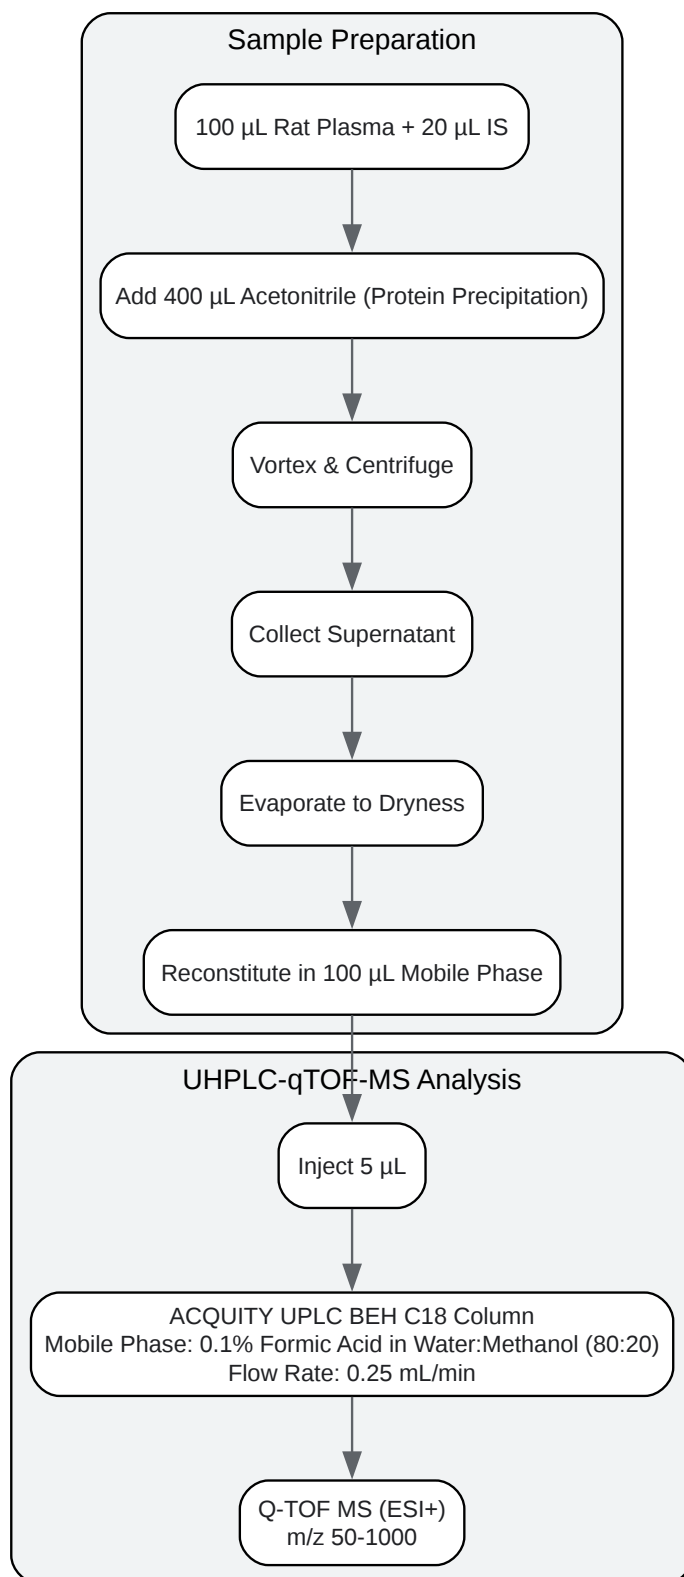 Sample Preparation
100 µL Rat Plasma + 20 µL IS
Add 400 µL Acetonitrile (Protein Precipitation)
Vortex & Centrifuge
Collect Supernatant
Evaporate to Dryness
Reconstitute in 100 µL Mobile Phase
UHPLC-qTOF-MS Analysis
Inject 5 µL
ACQUITY UPLC BEH C18 Column
Mobile Phase: 0.1% Formic Acid in Water:Methanol (80:20)
Flow Rate: 0.25 mL/min
Q-TOF MS (ESI+)
m/z 50-1000